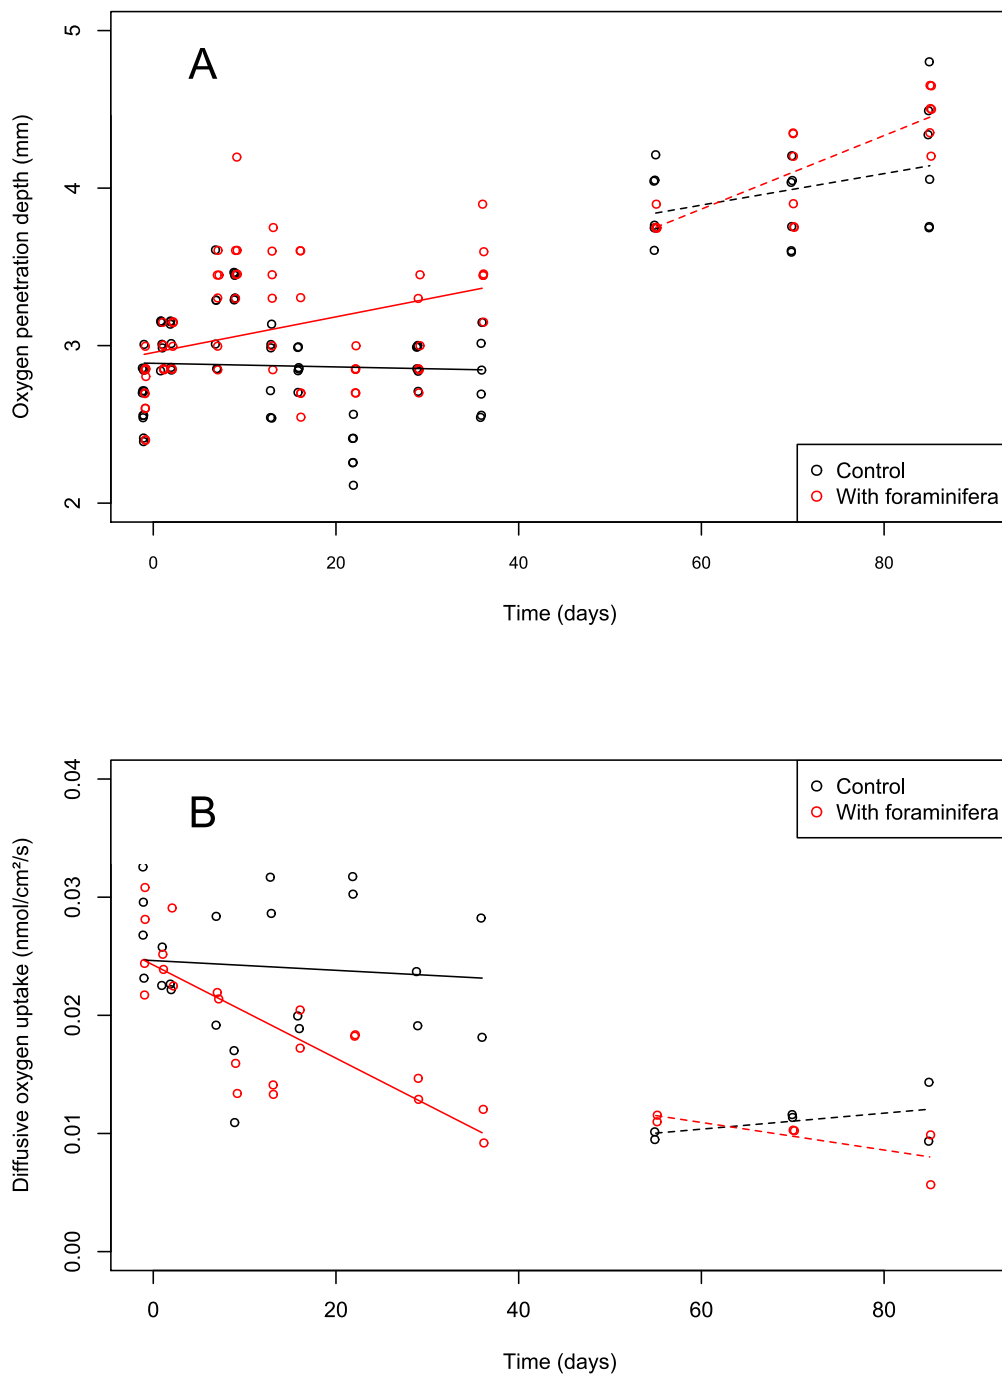 A
Oxygen penetration depth (mm)
5
4
3
2
Control
With foraminifera
0 20 40 60 80
Time (days)
B
Diffusive oxygen uptake (nmol/cm²/s)
0.04
0.03
0.02
0.01
0.00
Control
With foraminifera
0 20 40 60 80
Time (days)